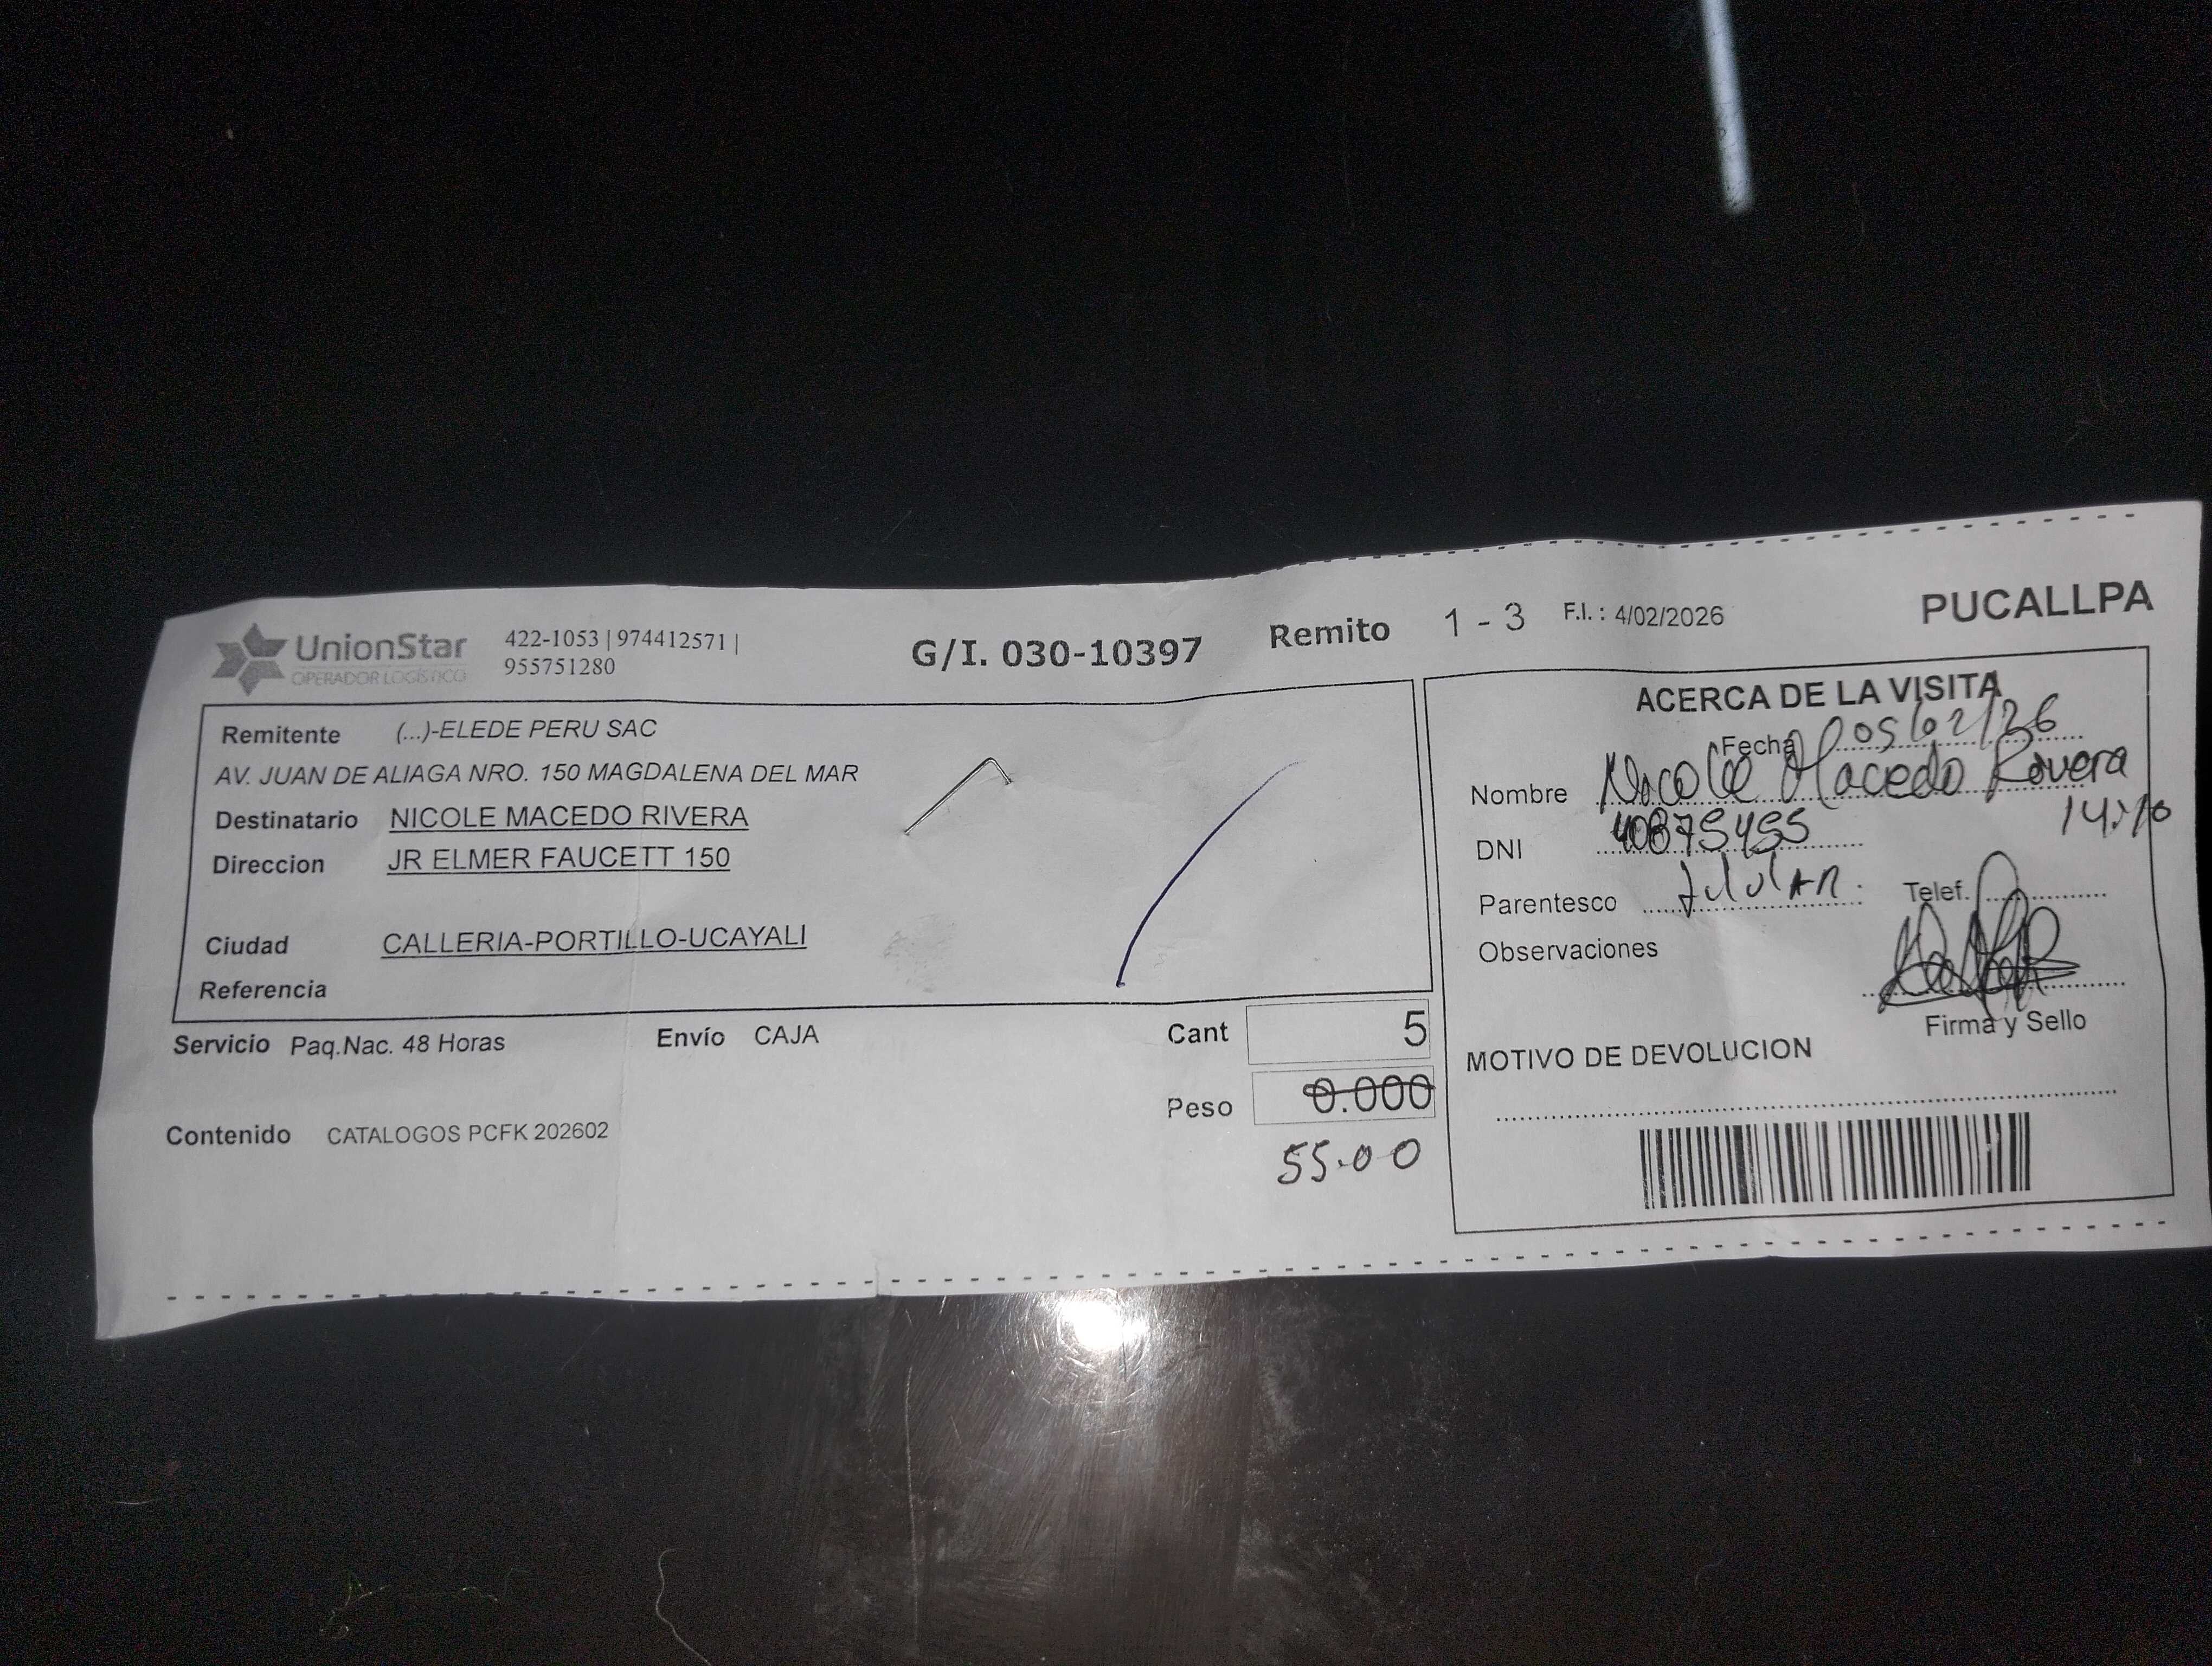 UnionStar
OPERADOR LOGÍSTICO
422-1053 | 974412571 |
955751280
G/I. 030-10397
Remito 1 - 3 F.I. : 4/02/2026
PUCALLPA
Remitente (...)-ELEDE PERU SAC
AV. JUAN DE ALIAGA NRO. 150 MAGDALENA DEL MAR
Destinatario NICOLE MACEDO RIVERA
Direccion JR ELMER FAUCETT 150
Ciudad CALLERIA-PORTILLO-UCAYALI
Referencia
Servicio Paq.Nac. 48 Horas
Envío CAJA
Cant 5
Peso 0.000
55.00
Contenido CATALOGOS PCFK 202602
ACERCA DE LA VISITA
Fecha 05/02/26
Nombre Nicole Macedo Rivera
14:10
DNI 40875455
Parentesco titular.
Telef.
Observaciones
Firma y Sello
MOTIVO DE DEVOLUCION